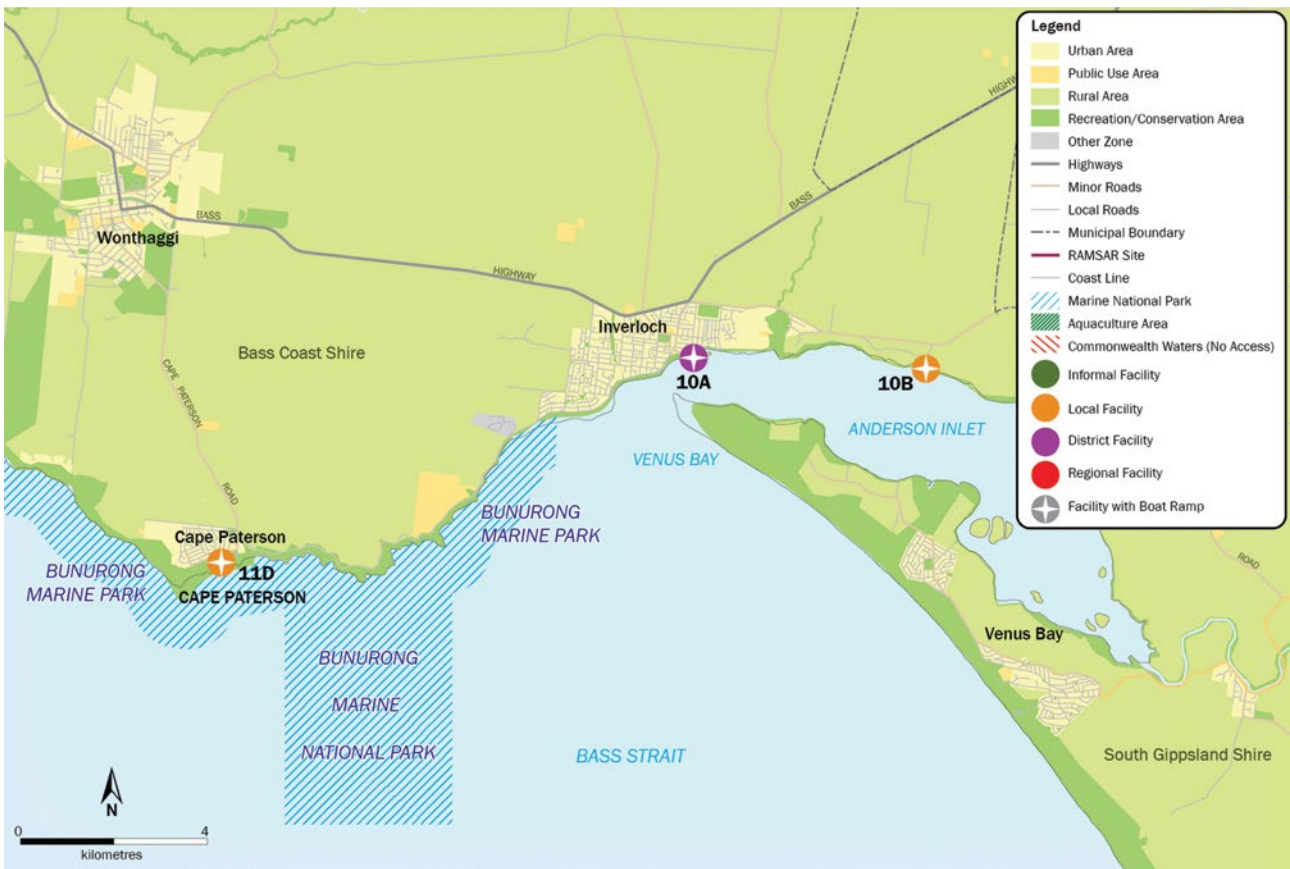 Legend
Urban Area
Public Use Area
Rural Area
Recreation/Conservation Area
Other Zone
Highways
Minor Roads
Local Roads
Municipal Boundary
RAMSAR Site
Coast Line
Marine National Park
Aquaculture Area
Commonwealth Waters (No Access)
Informal Facility
Local Facility
District Facility
Regional Facility
Facility with Boat Ramp
HIGHWAY
BASS
Wonthaggi
BASS
HIGHWAY
Inverloch
Bass Coast Shire
CAPE PATERSON
ROAD
10A
10B
ANDERSON INLET
VENUS BAY
BUNURONG
MARINE PARK
Cape Paterson
11D
CAPE PATERSON
BUNURONG
MARINE PARK
ROAD
Venus Bay
BUNURONG
MARINE
NATIONAL PARK
BASS STRAIT
South Gippsland Shire
N
0 4
kilometres